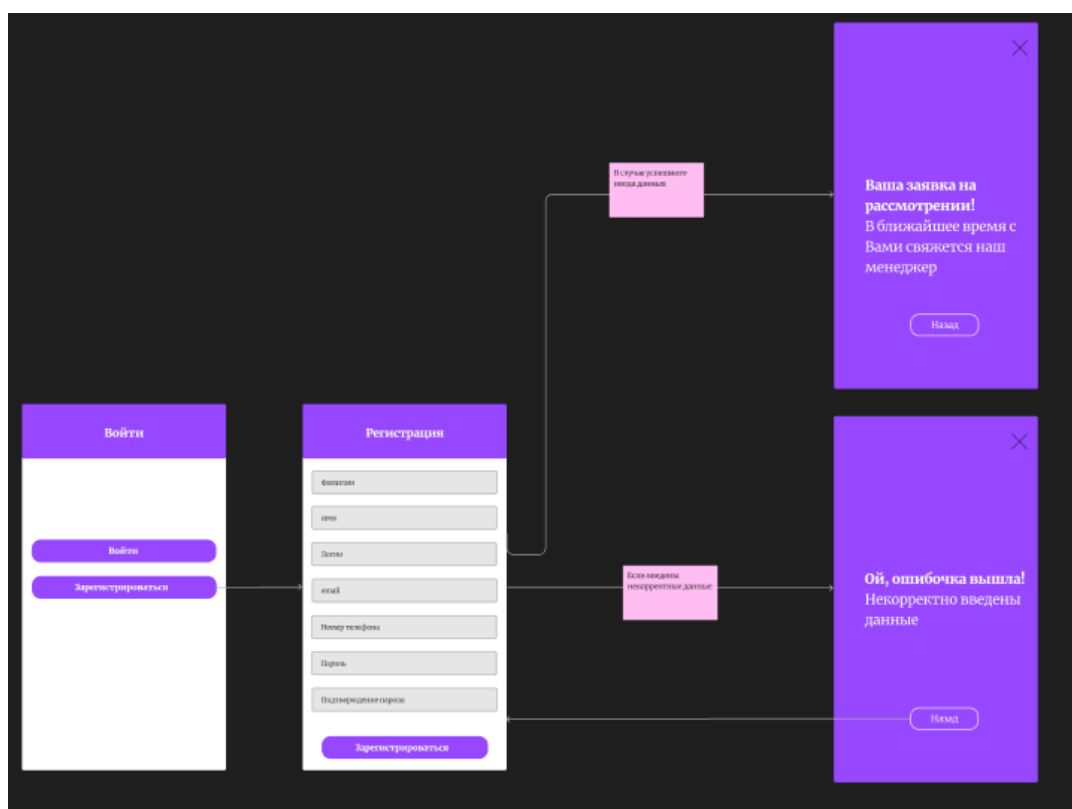 Войти
Войти
Зарегистрироваться
Регистрация
Фамилия
имя
Логин
email
Номер телефона
Пароль
Подтверждение пароля
Зарегистрироваться
В случае успешного
ввода данных
Если введены
некорректные данные
Ваша заявка на
рассмотрении!
В ближайшее время с
Вами свяжется наш
менеджер
Назад
Ой, ошибочка вышла!
Некорректно введены
данные
Назад